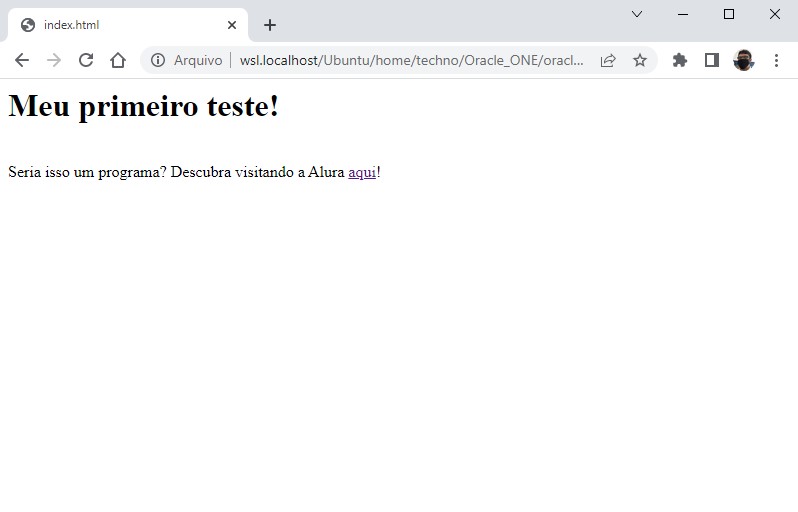 index.html
Arquivo wsl.localhost/Ubuntu/home/techno/Oracle_ONE/oracl...
Meu primeiro teste!
Seria isso um programa? Descubra visitando a Alura aqui!